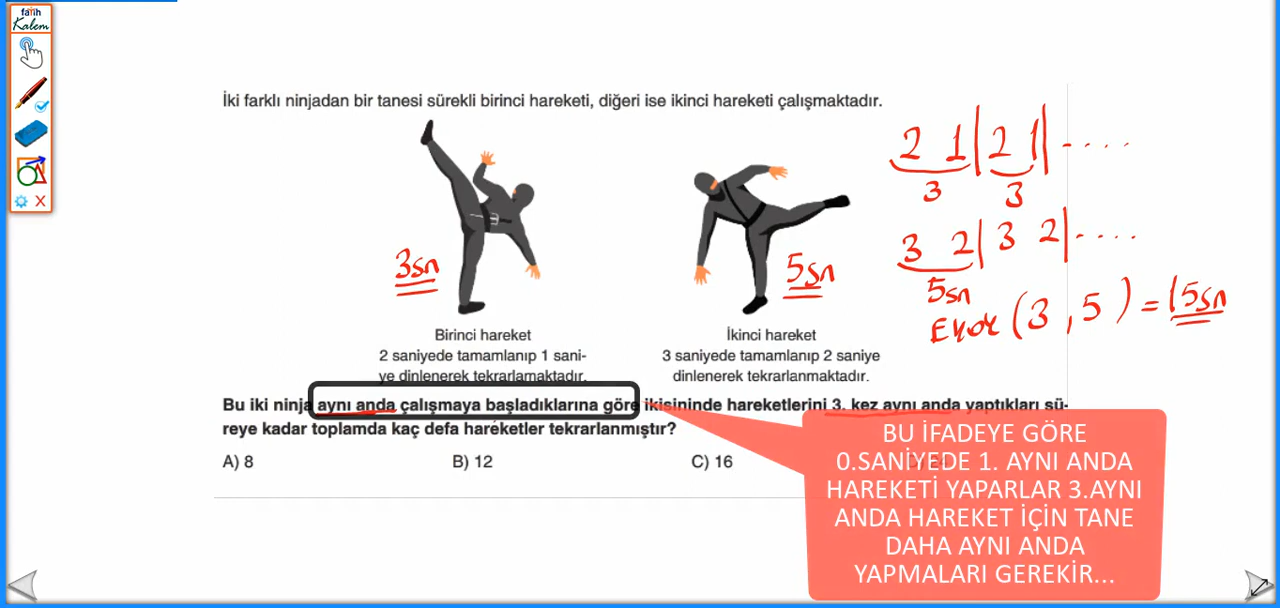 fatih
Kalem
İki farklı ninjadan bir tanesi sürekli birinci hareketi, diğeri ise ikinci hareketi çalışmaktadır.
2 1 | 2 1 | ....
3 3
3 2 | 3 2 | ....
5sn
Ekok (3, 5) = 15sn
3sn
5sn
Birinci hareket
2 saniyede tamamlanıp 1 sani-
ye dinlenerek tekrarlamaktadır.
İkinci hareket
3 saniyede tamamlanıp 2 saniye
dinlenerek tekrarlanmaktadır.
Bu iki ninja aynı anda çalışmaya başladıklarına göre ikisininde hareketlerini 3. kez aynı anda yaptıkları sü-
reye kadar toplamda kaç defa hareketler tekrarlanmıştır?
A) 8 B) 12 C) 16
BU İFADEYE GÖRE
0.SANİYEDE 1. AYNI ANDA
HAREKETİ YAPARLAR 3.AYNI
ANDA HAREKET İÇİN TANE
DAHA AYNI ANDA
YAPMALARI GEREKİR...